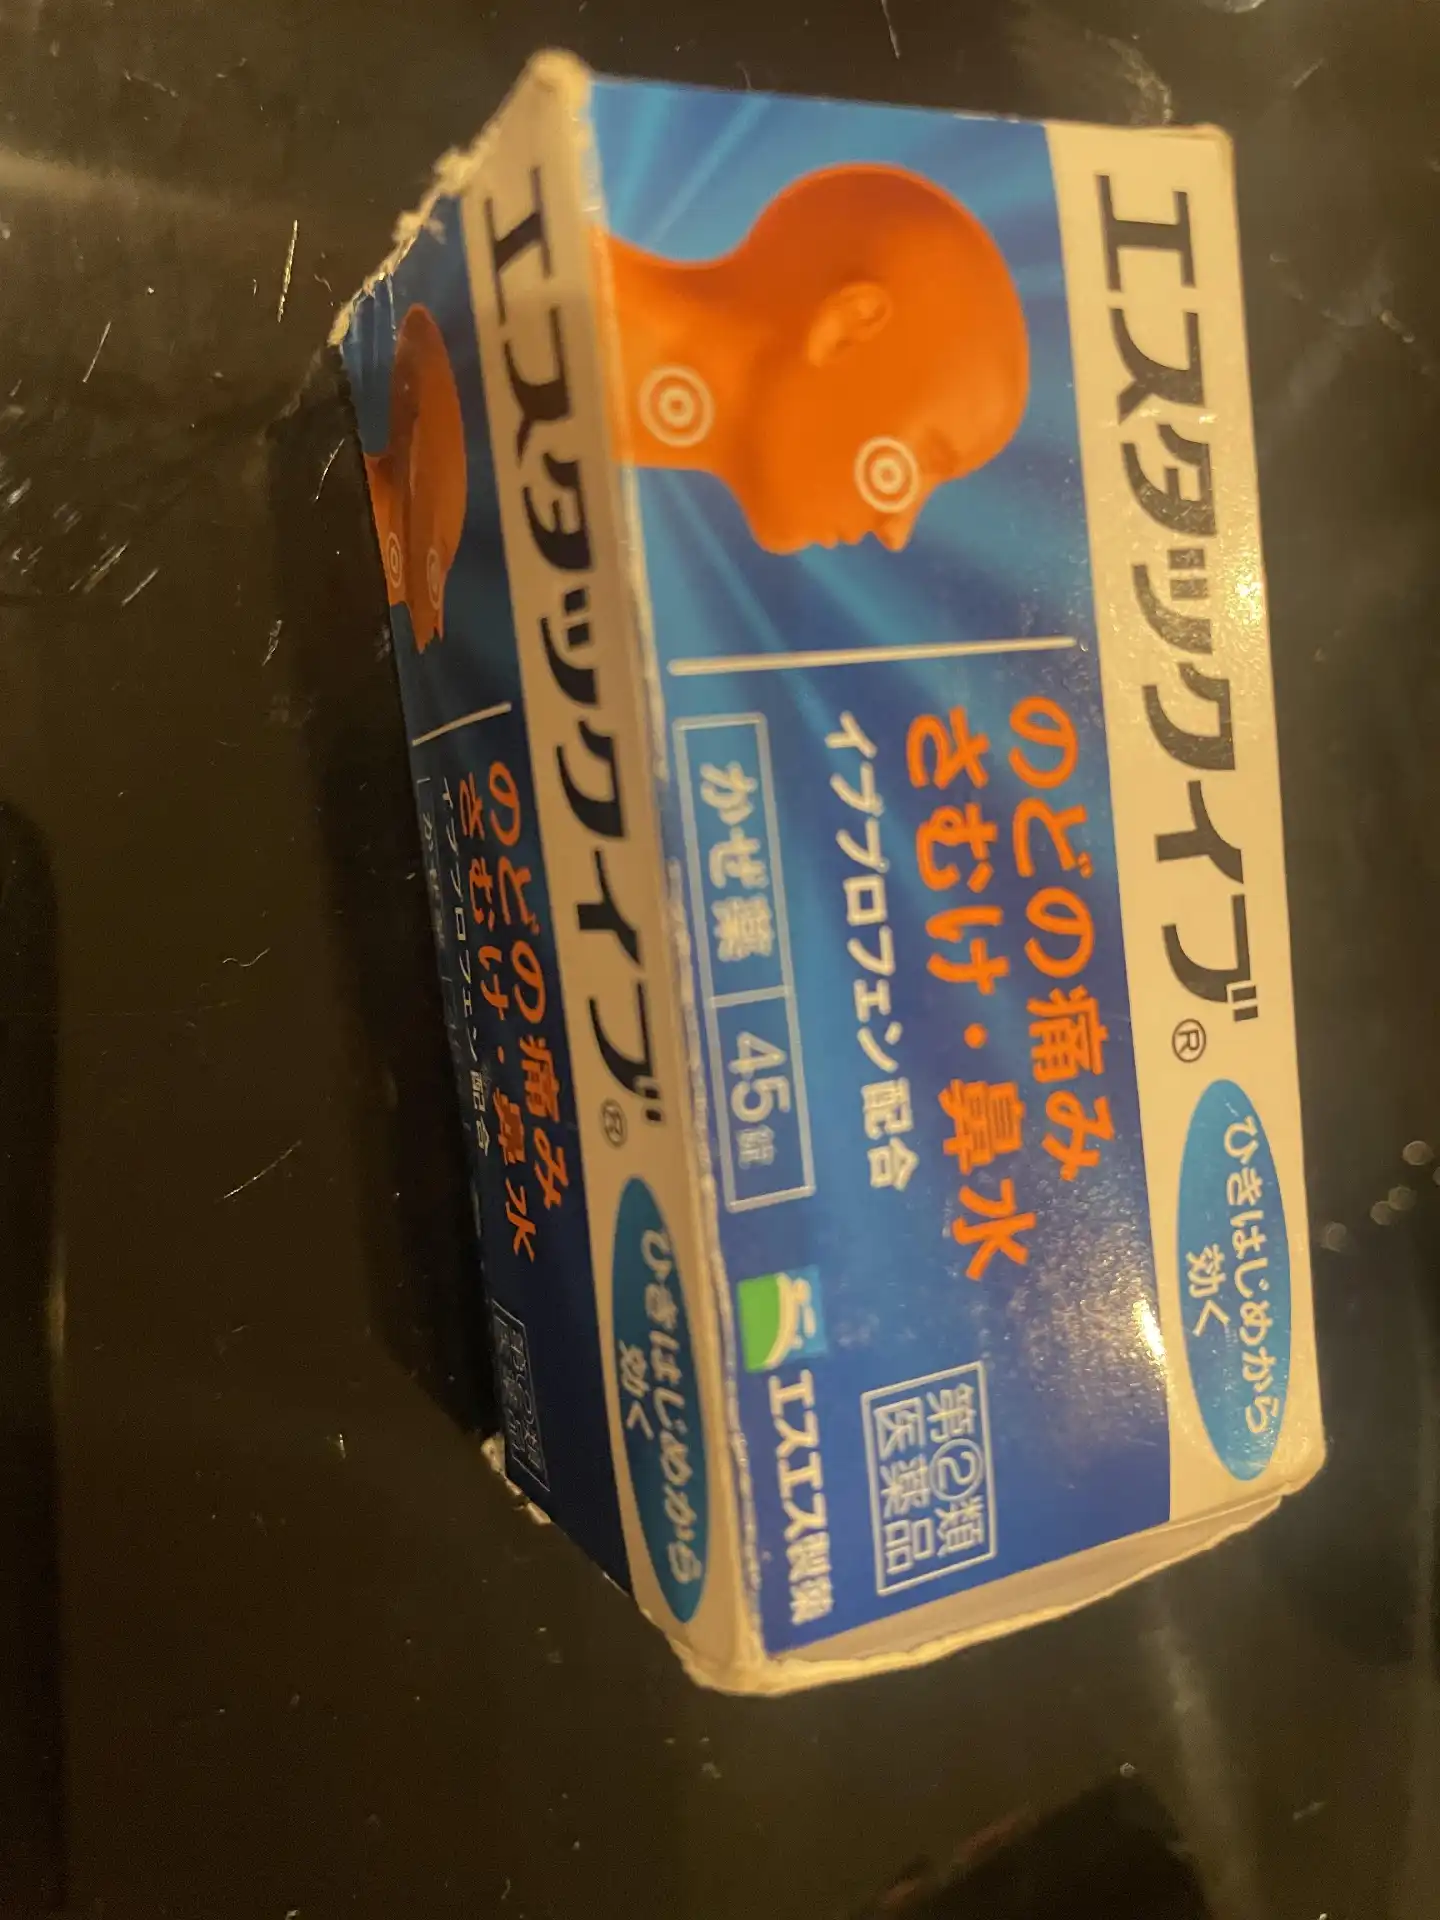 エスタックイブ®
ひきはじめから
効く
のどの痛み
さむけ・鼻水
イブプロフェン配合
かぜ薬
45錠
エスエス製薬
第②類
医薬品
エスタックイブ®
ひきはじめから
効く
のどの痛み
さむけ・鼻水
イブプロフェン配合
かぜ薬